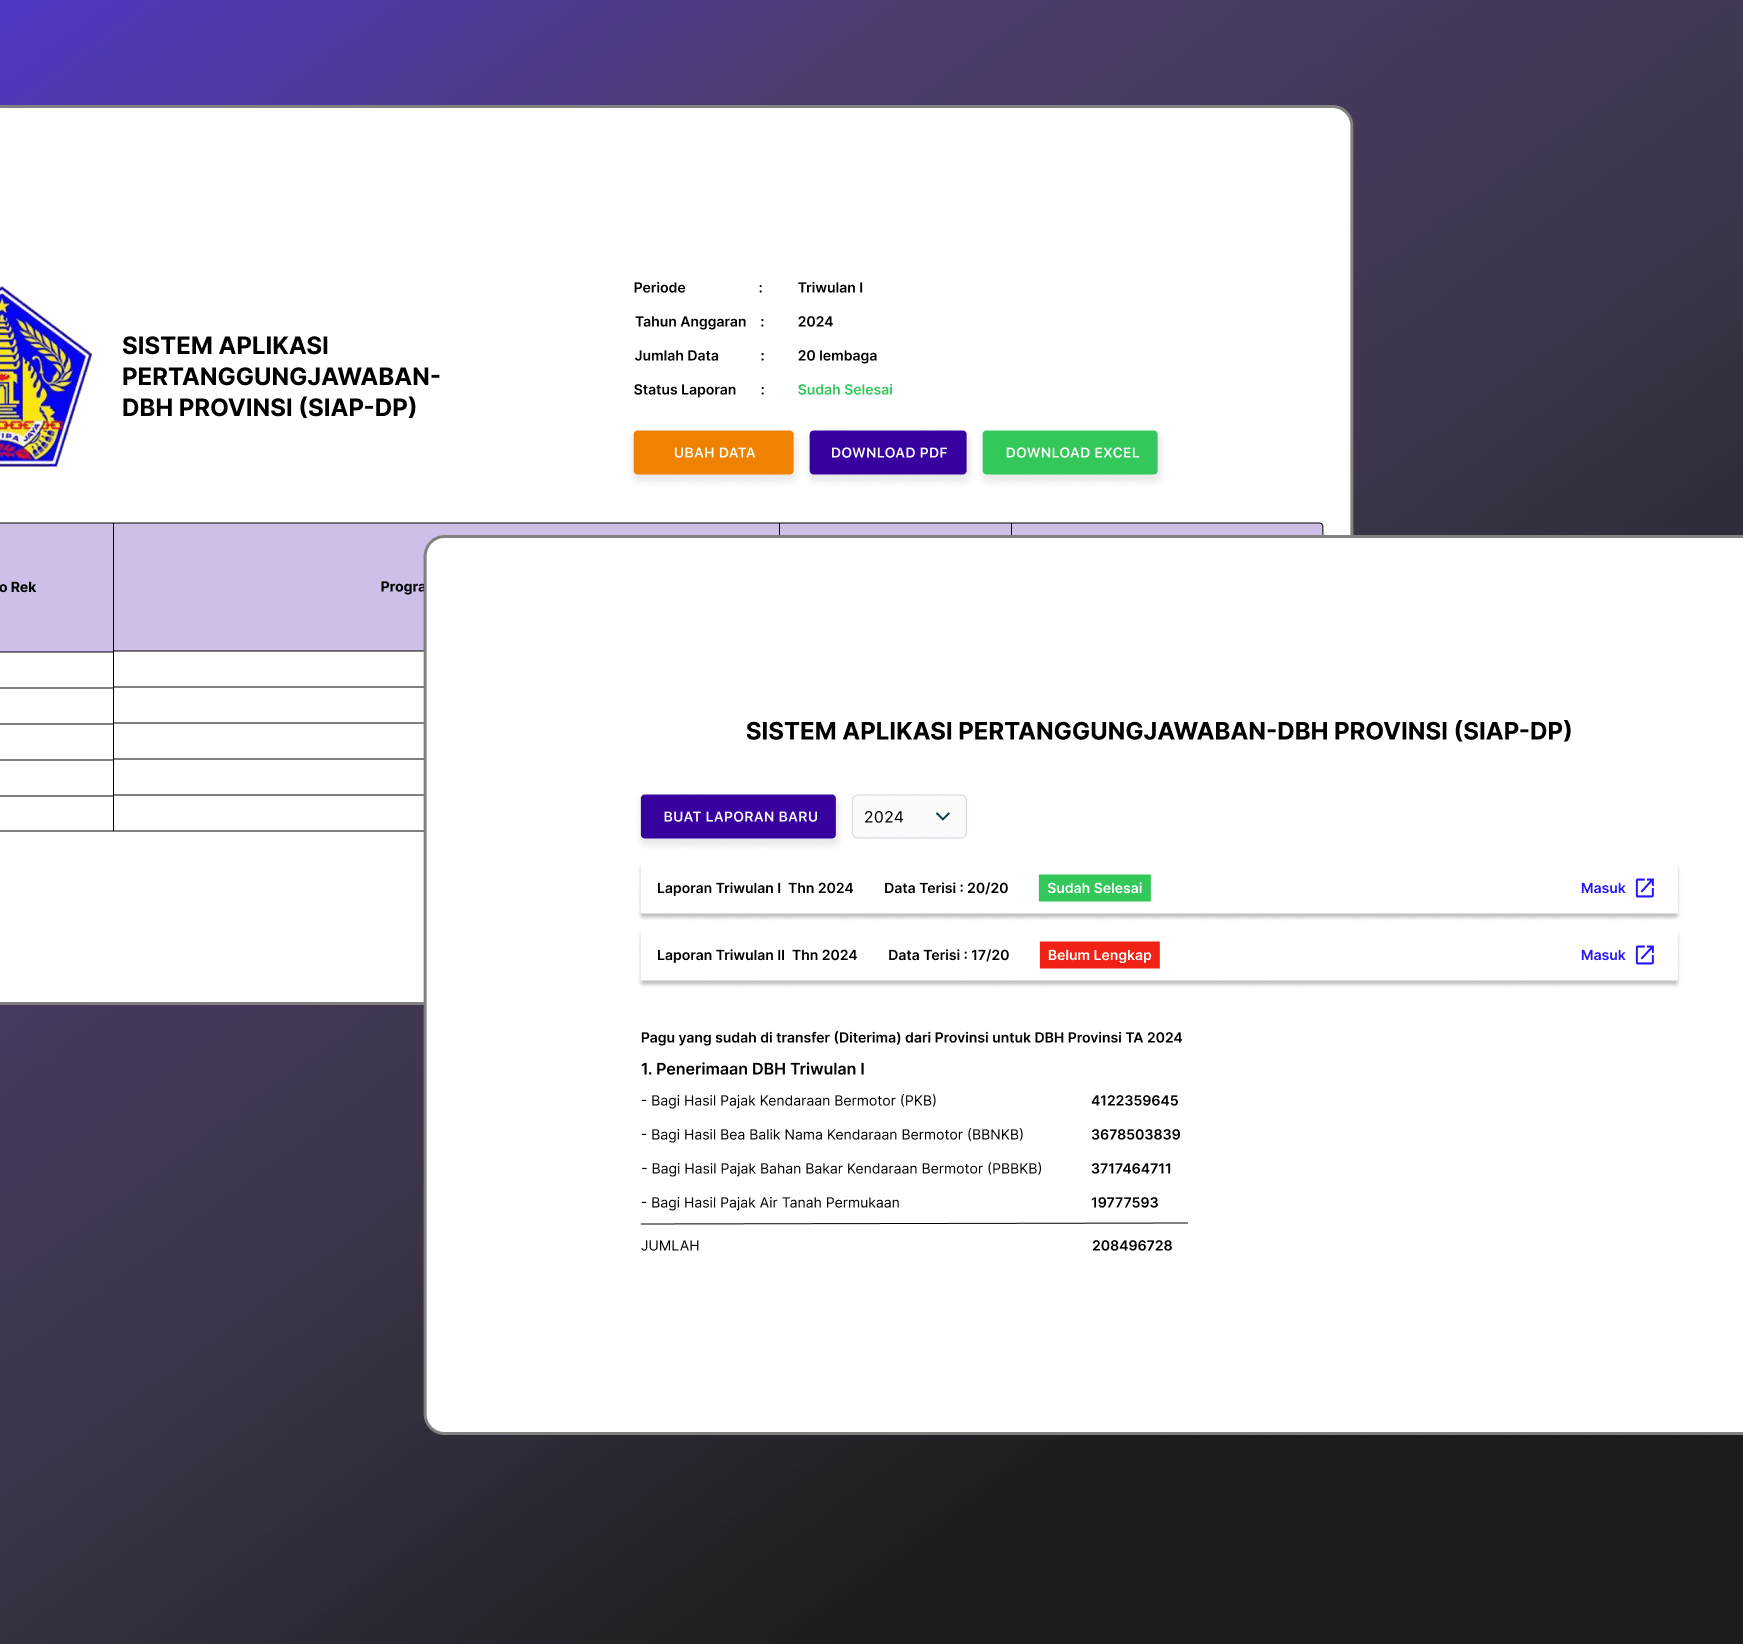 SISTEM APLIKASI
PERTANGGUNGJAWABAN-
DBH PROVINSI (SIAP-DP)
Periode : Triwulan I
Tahun Anggaran : 2024
Jumlah Data : 20 lembaga
Status Laporan : Sudah Selesai
UBAH DATA DOWNLOAD PDF DOWNLOAD EXCEL
o Rek Progra
SISTEM APLIKASI PERTANGGUNGJAWABAN-DBH PROVINSI (SIAP-DP)
BUAT LAPORAN BARU 2024
Laporan Triwulan I Thn 2024 Data Terisi : 20/20 Sudah Selesai Masuk
Laporan Triwulan II Thn 2024 Data Terisi : 17/20 Belum Lengkap Masuk
Pagu yang sudah di transfer (Diterima) dari Provinsi untuk DBH Provinsi TA 2024
1. Penerimaan DBH Triwulan I
- Bagi Hasil Pajak Kendaraan Bermotor (PKB) 4122359645
- Bagi Hasil Bea Balik Nama Kendaraan Bermotor (BBNKB) 3678503839
- Bagi Hasil Pajak Bahan Bakar Kendaraan Bermotor (PBBKB) 3717464711
- Bagi Hasil Pajak Air Tanah Permukaan 19777593
JUMLAH 208496728